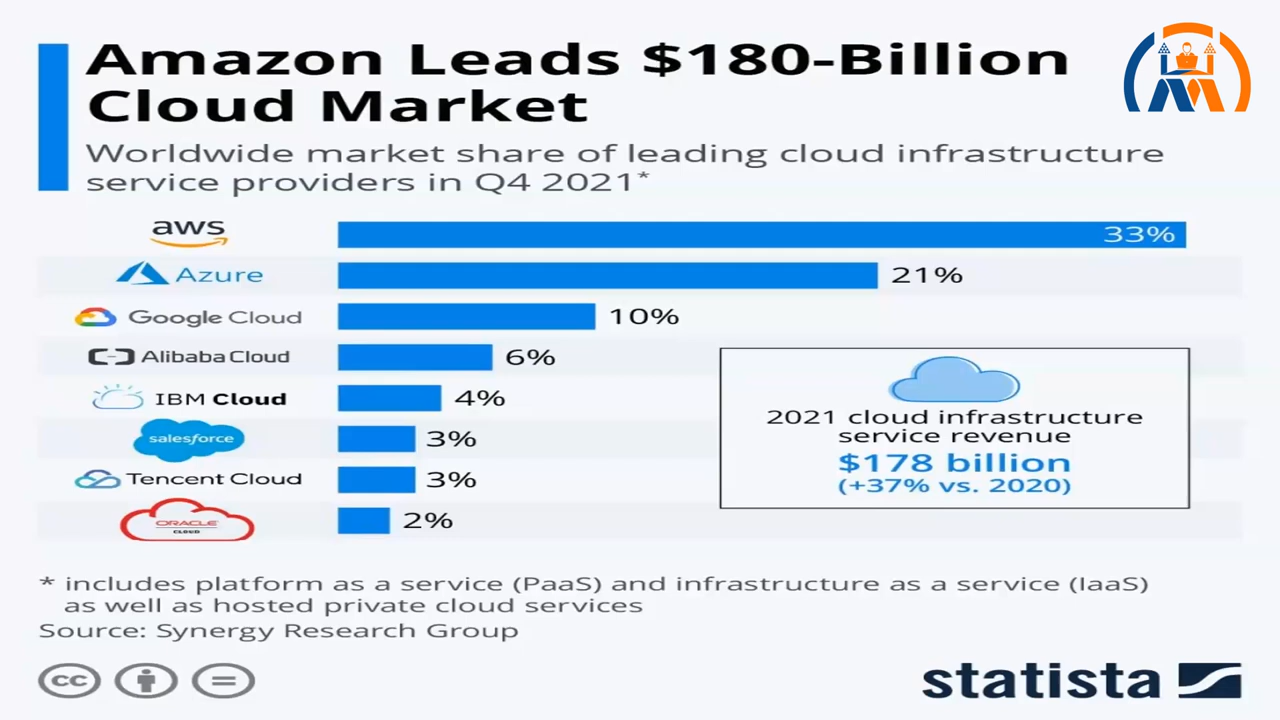 Amazon Leads $180-Billion
Cloud Market
Worldwide market share of leading cloud infrastructure
service providers in Q4 2021*
aws
33%
Azure
21%
Google Cloud
10%
Alibaba Cloud
6%
IBM Cloud
4%
salesforce
3%
Tencent Cloud
3%
ORACLE
CLOUD
2%
2021 cloud infrastructure
service revenue
$178 billion
(+37% vs. 2020)
* includes platform as a service (PaaS) and infrastructure as a service (IaaS)
as well as hosted private cloud services
Source: Synergy Research Group
cc
statista